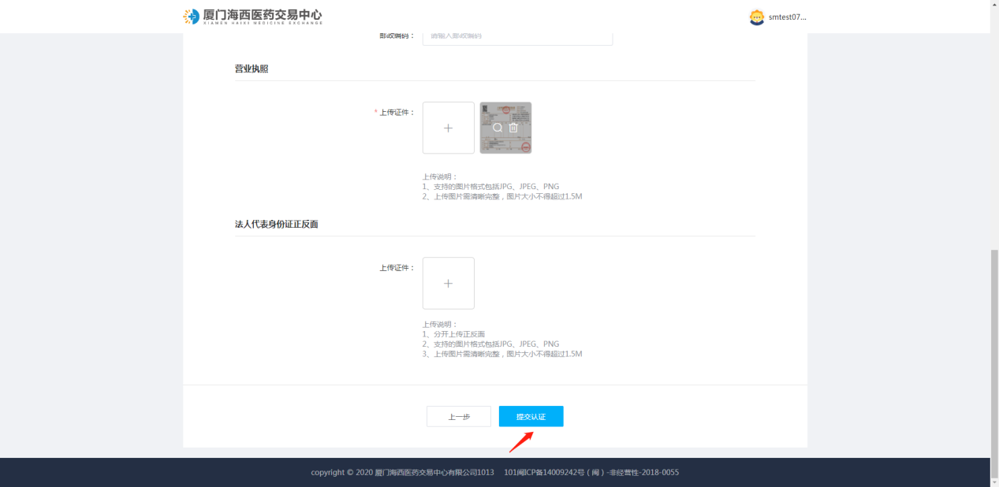 厦门海西医药交易中心
XIAMEN HAIXI MEDICINE EXCHANGE
smtest07...
邮政编码： 请输入邮政编码
营业执照
* 上传证件：
上传说明：
1、支持的图片格式包括JPG、JPEG、PNG
2、上传图片需清晰完整，图片大小不得超过1.5M
法人代表身份证正反面
上传证件：
上传说明：
1、分开上传正反面
2、支持的图片格式包括JPG、JPEG、PNG
3、上传图片需清晰完整，图片大小不得超过1.5M
上一步 提交认证
copyright © 2020 厦门海西医药交易中心有限公司1013 101闽ICP备14009242号（闽）-非经营性-2018-0055